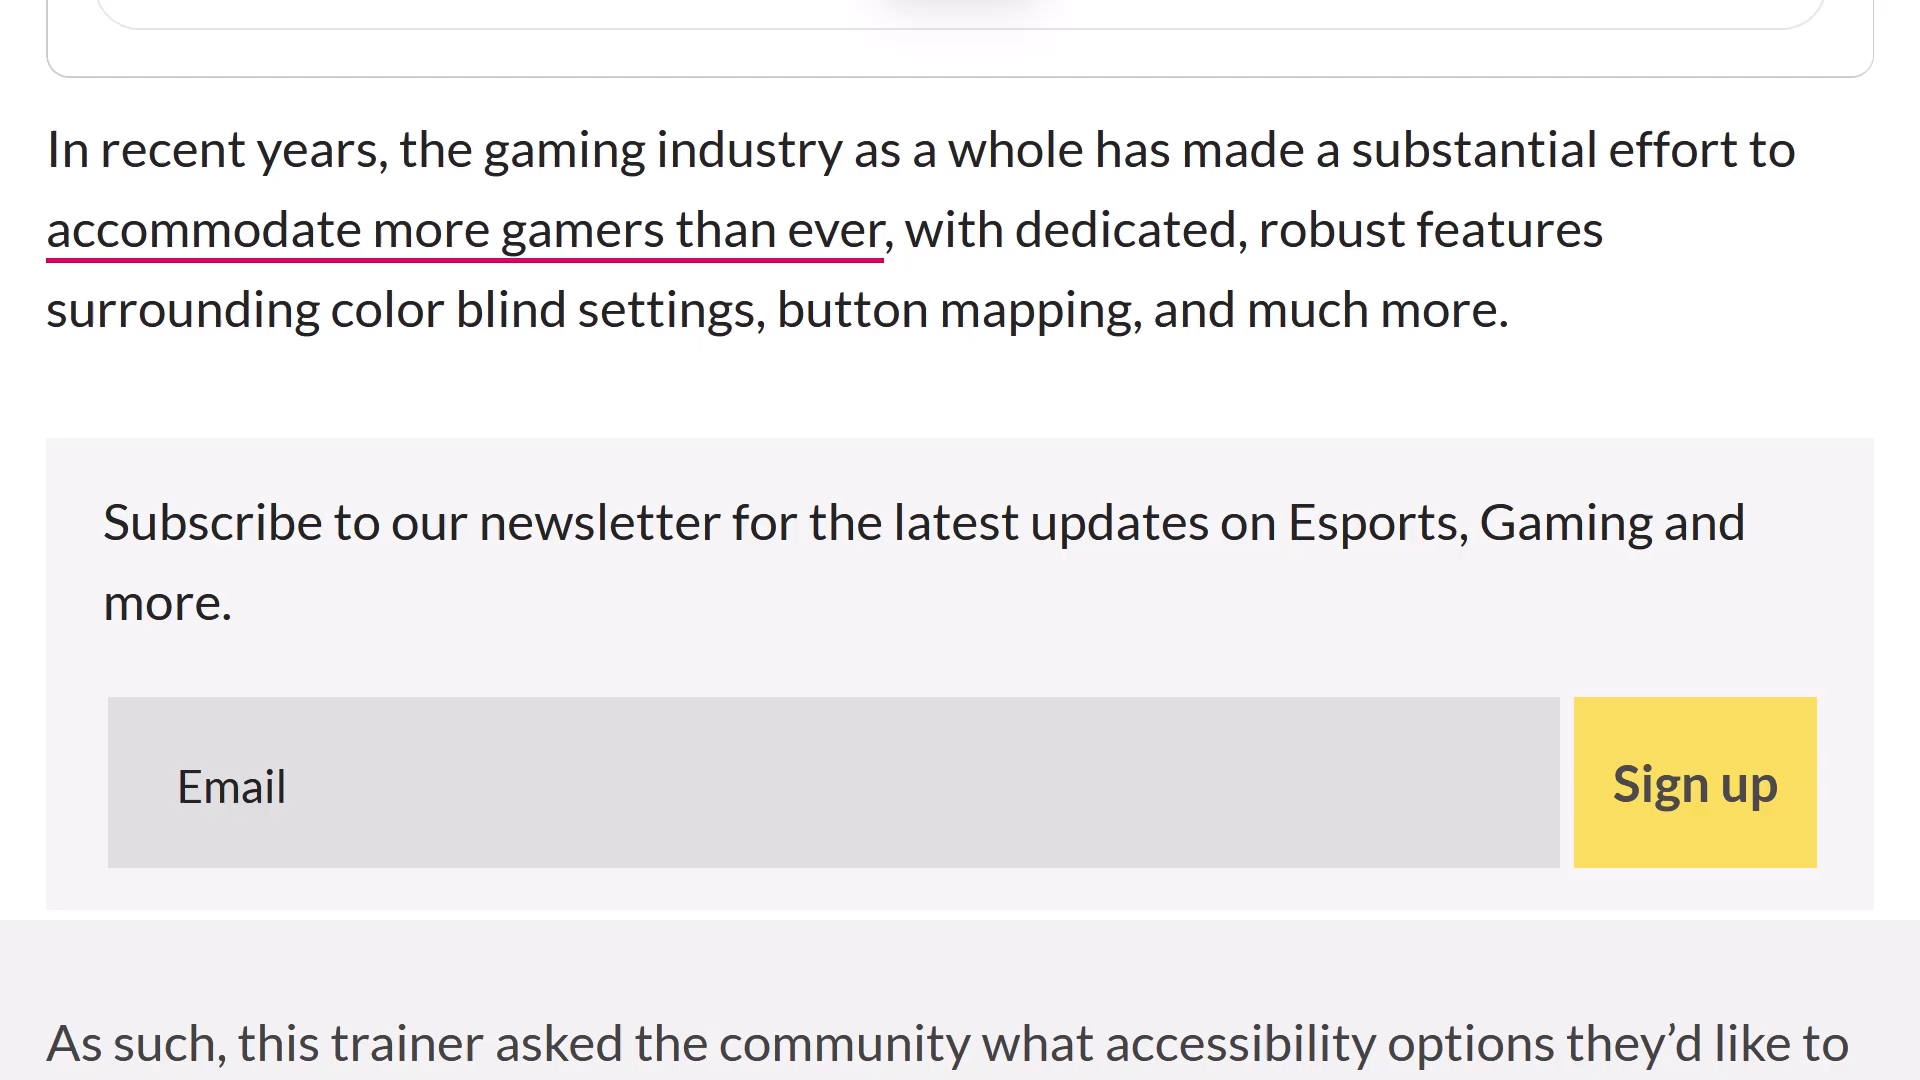 In recent years, the gaming industry as a whole has made a substantial effort to
accommodate more gamers than ever, with dedicated, robust features
surrounding color blind settings, button mapping, and much more.
Subscribe to our newsletter for the latest updates on Esports, Gaming and
more.
Email
Sign up
As such, this trainer asked the community what accessibility options they’d like to